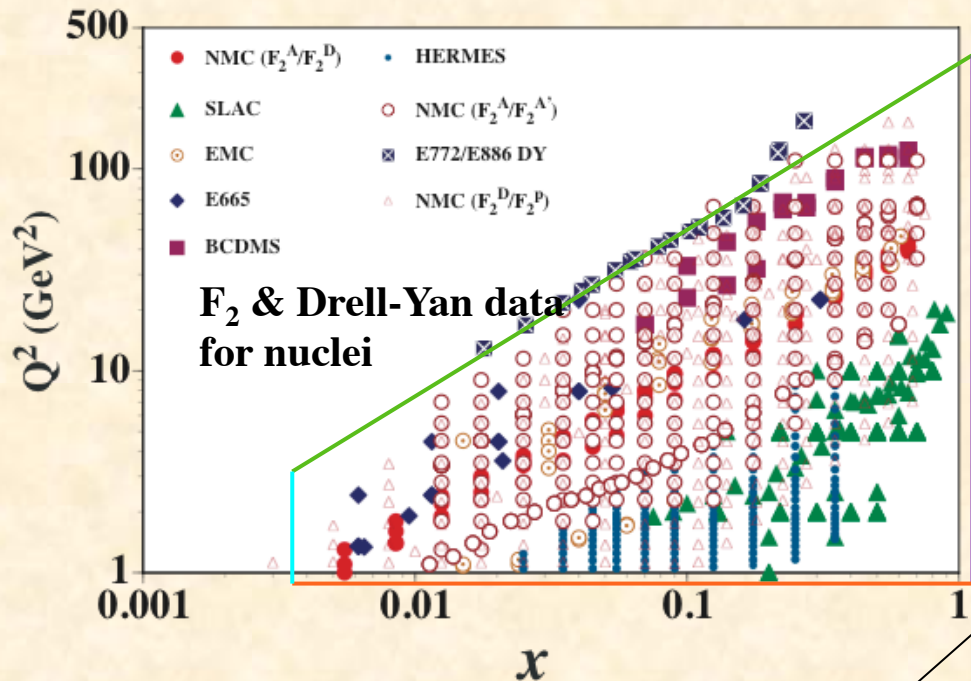 500
100
10
1
Q² (GeV²)
NMC (F₂ᴬ/F₂ᴰ)
SLAC
EMC
E665
BCDMS
HERMES
NMC (F₂ᴬ/F₂ᴬ')
E772/E886 DY
NMC (F₂ᴰ/F₂ᵖ)
F₂ & Drell-Yan data
for nuclei
0.001 0.01 0.1 1
x